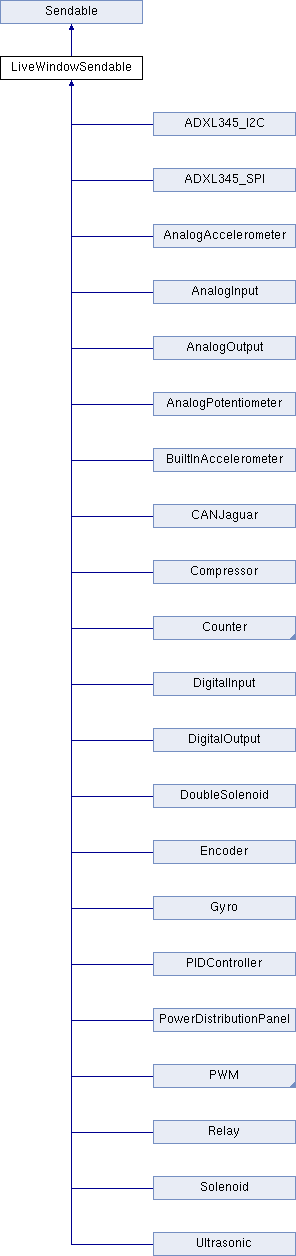 Sendable
LiveWindowSendable
ADXL345_I2C
ADXL345_SPI
AnalogAccelerometer
AnalogInput
AnalogOutput
AnalogPotentiometer
BuiltInAccelerometer
CANJaguar
Compressor
Counter
DigitalInput
DigitalOutput
DoubleSolenoid
Encoder
Gyro
PIDController
PowerDistributionPanel
PWM
Relay
Solenoid
Ultrasonic